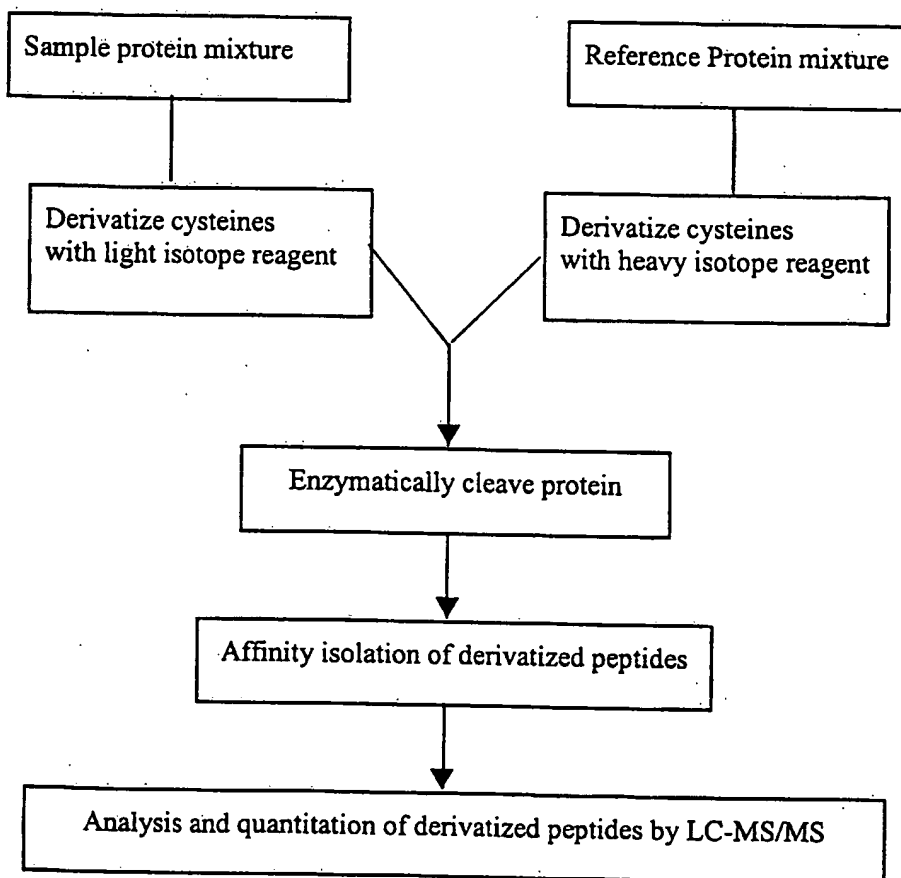 Sample protein mixture
Reference Protein mixture
Derivatize cysteines
with light isotope reagent
Derivatize cysteines
with heavy isotope reagent
Enzymatically cleave protein
Affinity isolation of derivatized peptides
Analysis and quantitation of derivatized peptides by LC-MS/MS